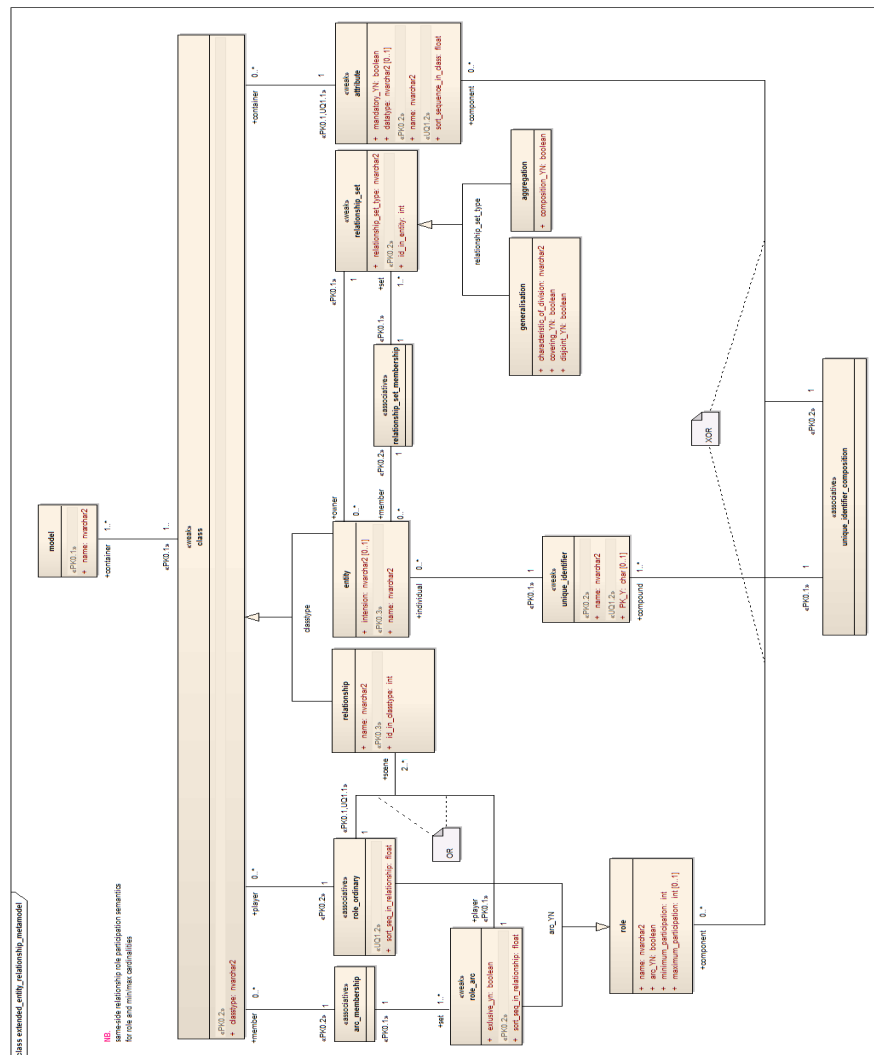 class extended_entity_relationship_metamodel
NB.
same-side relationship role participation semantics
for role and min/max cardinalities
model
«PK0.1»
+ name: nvarchar2
+container
1..*
«PK0.1»
1..
«weak»
class
«PK0.2»
+ classtype: nvarchar2
+member
0..*
+player
0..*
classtype
+container
0..*
«PK0.2»
1
«associative»
arc_membership
«PK0.1»
1
+set
1..*
«weak»
role_arc
+ exlusive_yn: boolean
«PK0.2»
+ sort_seq_in_relationship: float
+player
«PK0.1»
1
«PK0.2»
1
«associative»
role_ordinary
«UQ1.2»
+ sort_seq_in_relationship: float
«PK0.1,UQ1.1»
1
OR
arc_YN
+scene
2..*
relationship
+ name: nvarchar2
«PK0.3»
+ id_in_classtype: int
entity
+ intension: nvarchar2 [0..1]
«PK0.3»
+ name: nvarchar2
+individual
0..*
+member
0..*
+owner
0..*
«PK0.2»
1
«associative»
relationship_set_membership
«PK0.1»
1
+set
1..*
«PK0.1»
1
«weak»
relationship_set
+ relationship_set_type: nvarchar2
«PK0.2»
+ id_in_entity: int
relationship_set_type
generalisation
+ characteristic_of_division: nvarchar2
+ covering_YN: boolean
+ disjoint_YN: boolean
aggregation
+ composition_YN: boolean
«PK0.1,UQ1.1»
1
«weak»
attribute
+ mandatory_YN: boolean
+ datatype: nvarchar2 [0..1]
«PK0.2»
+ name: nvarchar2
«UQ1.2»
+ sort_sequence_in_class: float
+component
0..*
«PK0.1»
1
«weak»
unique_identifier
«PK0.2»
+ name: nvarchar2
«UQ1.2»
+ PK_Y: char [0..1]
+compound
1..*
role
+ name: nvarchar2
+ arc_YN: boolean
+ minimum_participation: int
+ maximum_participation: int [0..1]
+component
0..*
XOR
«PK0.1»
1
«PK0.2»
1
«associative»
unique_identifier_composition